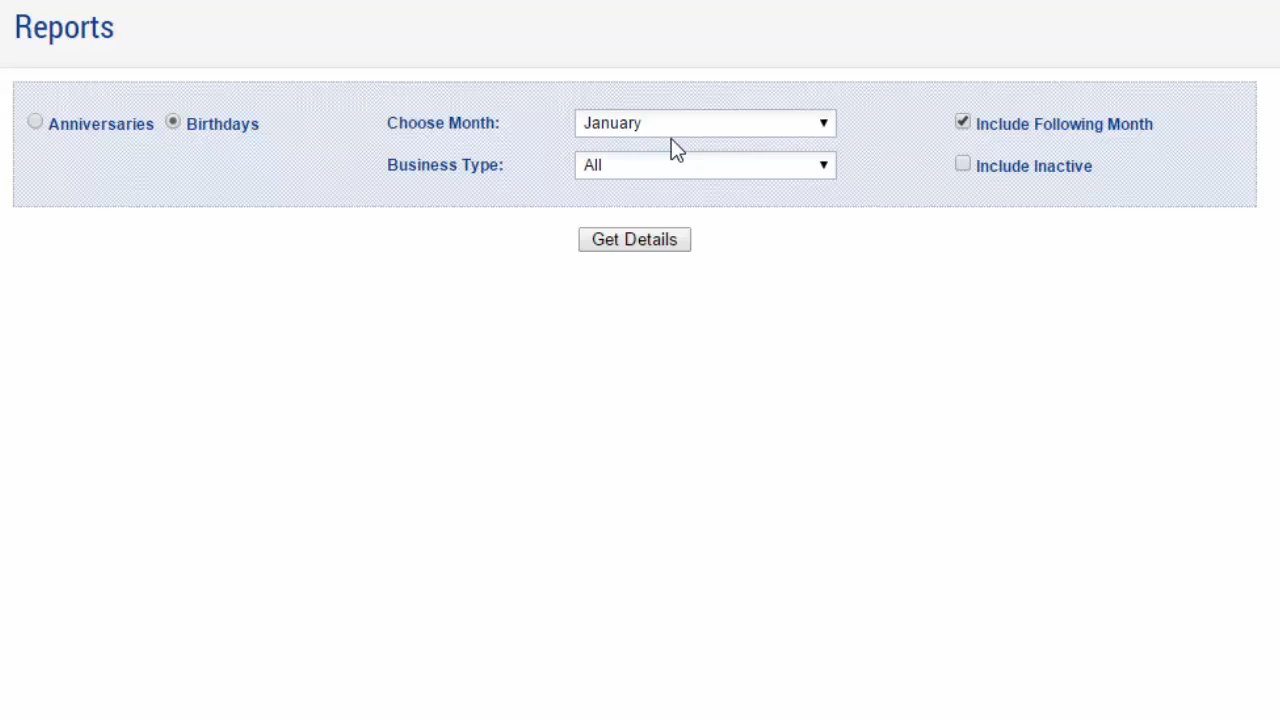 Reports
Anniversaries Birthdays Choose Month: January Include Following Month
Business Type: All Include Inactive
Get Details